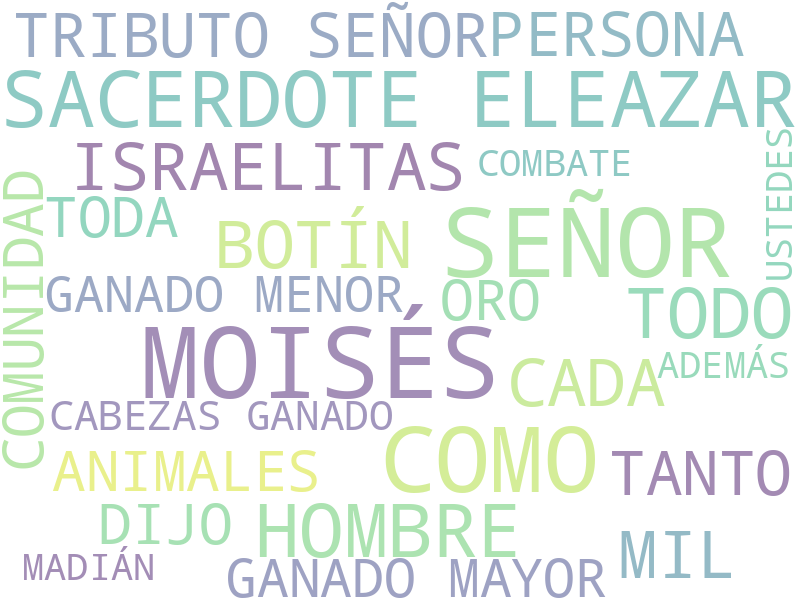 TRIBUTO SEÑOR
PERSONA
SACERDOTE ELEAZAR
ISRAELITAS
COMBATE
USTEDES
COMUNIDAD
TODA
BOTÍN
SEÑOR
GANADO MENOR
ORO
TODO
MOISÉS
CADA
ADEMÁS
CABEZAS GANADO
COMO
ANIMALES
TANTO
DIJO
HOMBRE
MIL
MADIÁN
GANADO MAYOR